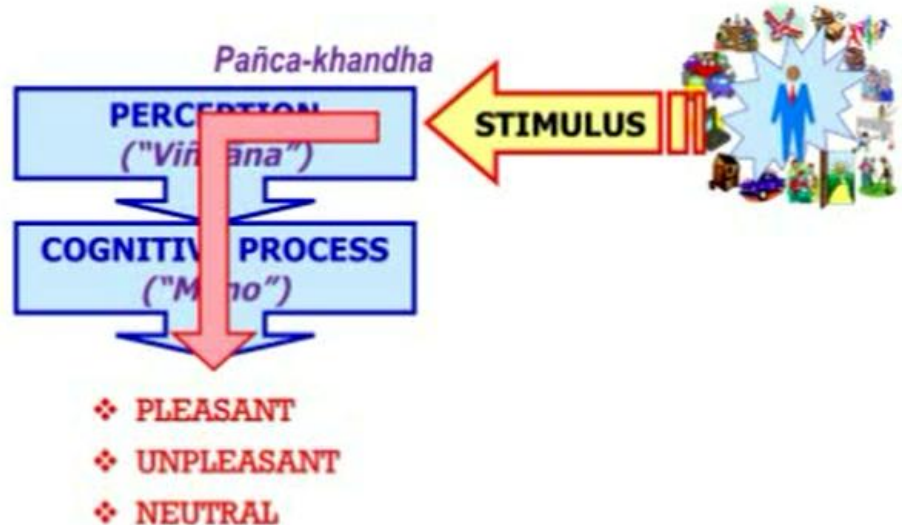 Pañca-khandha
PERCEPTION
STIMULUS
COGNITIVE PROCESS
❖ PLEASANT
❖ UNPLEASANT
❖ NEUTRAL